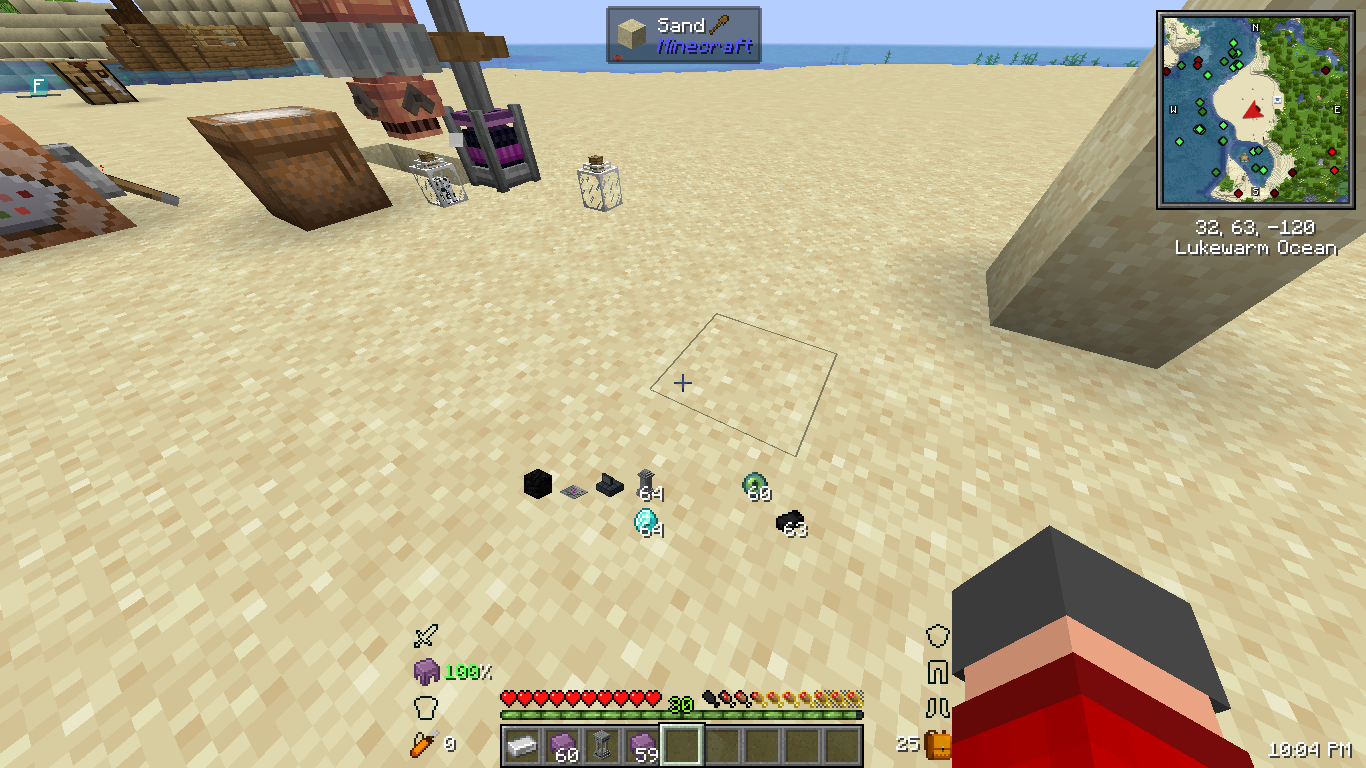 Sand
Minecraft
F
N
W
E
S
32, 63, -120
Lukewarm Ocean
64
60
64
63
100%
30
0
60
59
25
10:04 PM